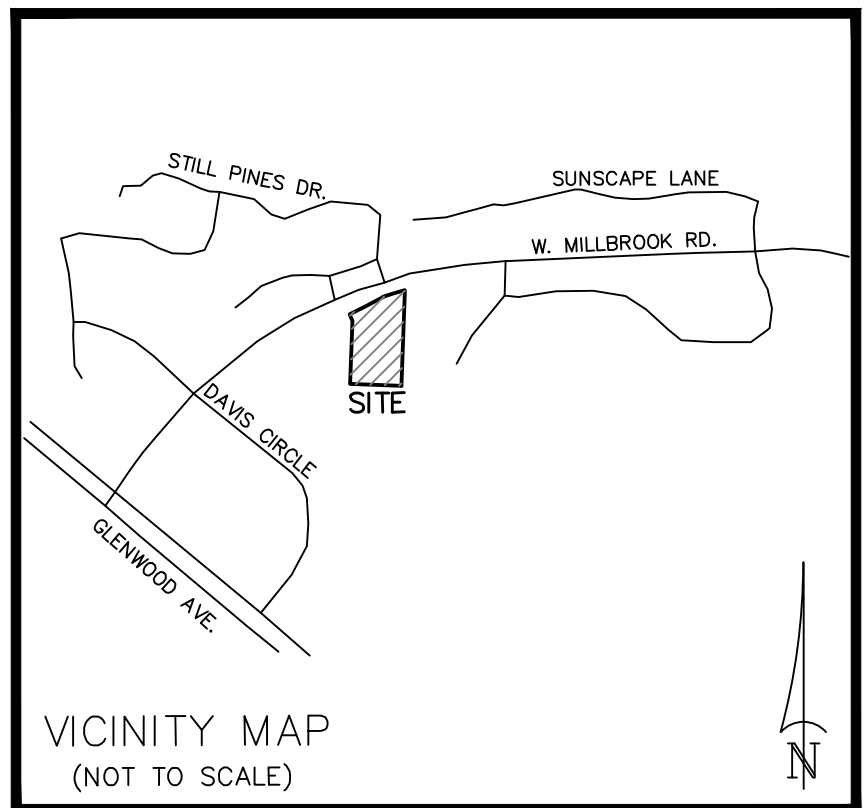 STILL PINES DR.
SUNSCAPE LANE
W. MILLBROOK RD.
SITE
DAVIS CIRCLE
GLENWOOD AVE.
VICINITY MAP
(NOT TO SCALE)
N